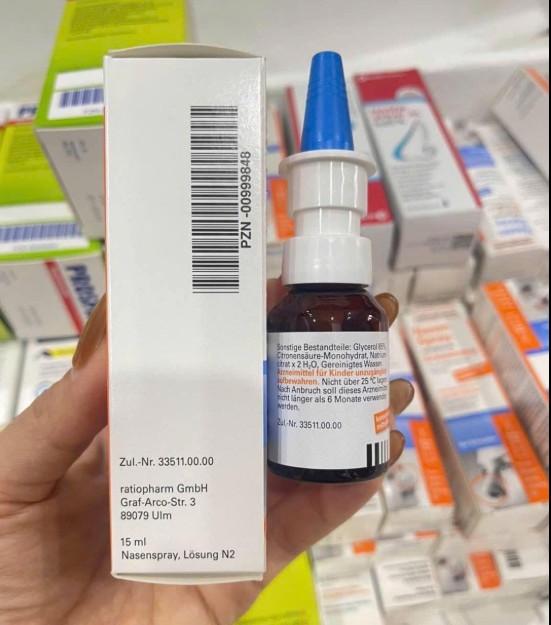 PZN -00999848
Zul.-Nr. 33511.00.00
ratiopharm GmbH
Graf-Arco-Str. 3
89079 Ulm
15 ml
Nasenspray, Lösung N2
Sonstige Bestandteile: Glycerol 85%,
Citronensäure-Monohydrat, Natrium
citrat x 2 H₂O, Gereinigtes Wasser.
Arzneimittel für Kinder unzugänglich
aufbewahren. Nicht über 25 °C lagern
Nach Anbruch soll dieses Arzneimittel
nicht länger als 6 Monate verwendet
werden.
Zul.-Nr. 33511.00.00